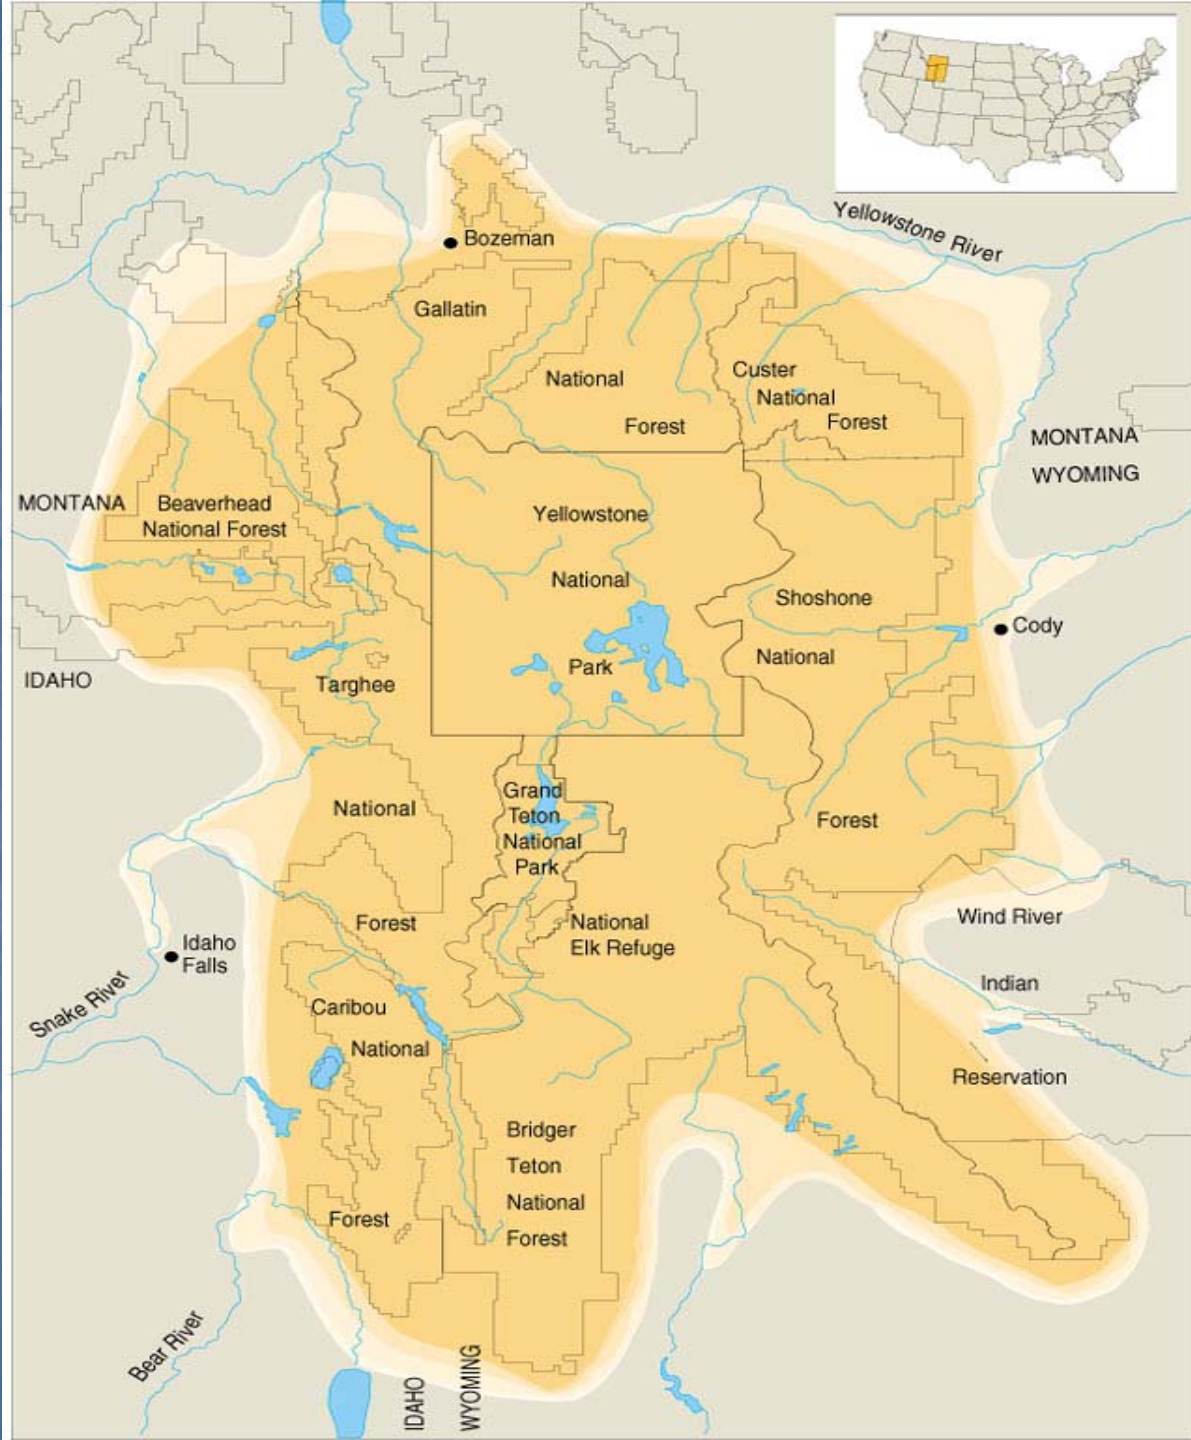 Yellowstone River
Bozeman
Gallatin
National
Forest
Custer
National
Forest
MONTANA
WYOMING
MONTANA
Beaverhead
National Forest
Yellowstone
National
Park
Shoshone
National
Forest
Cody
IDAHO
Targhee
National
Forest
Grand
Teton
National
Park
National
Elk Refuge
Wind River
Indian
Reservation
Idaho
Falls
Snake River
Caribou
National
Forest
Bridger
Teton
National
Forest
Bear River
IDAHO
WYOMING